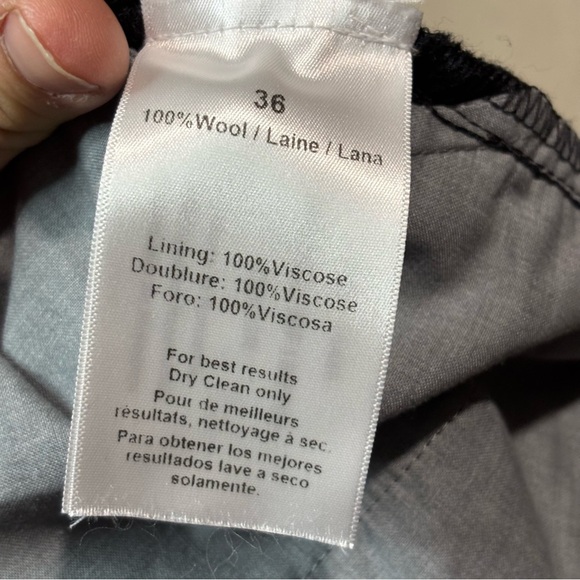 36
100%Wool / Laine / Lana
Lining: 100%Viscose
Doublure: 100%Viscose
Foro: 100%Viscosa
For best results
Dry Clean only
Pour de meilleurs
résultats, nettoyage à sec.
Para obtener los mejores
resultados lave a seco
solamente.